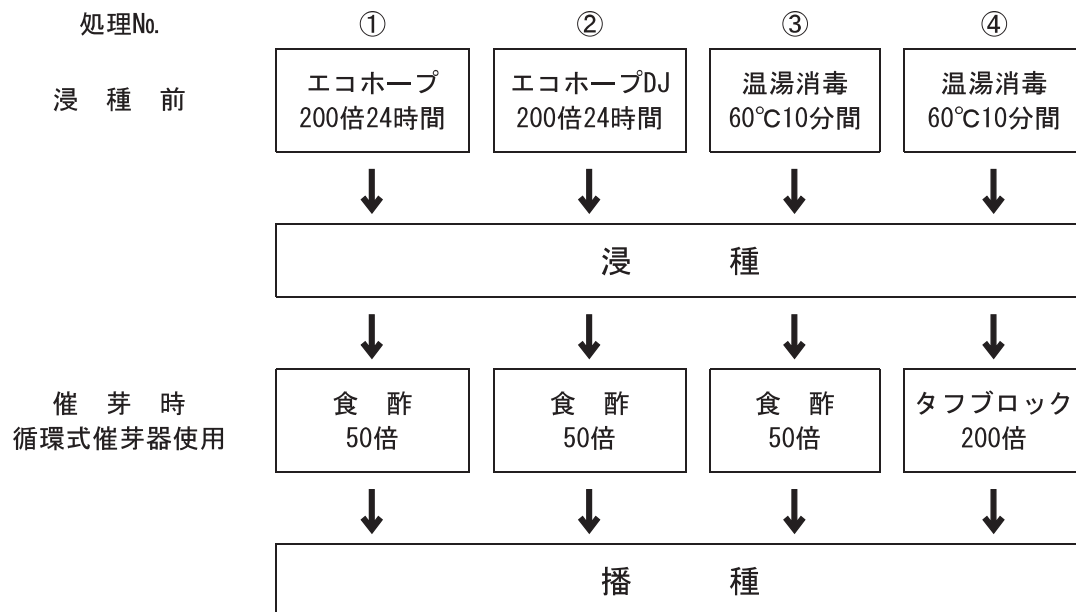 処理No. ① ② ③ ④
浸種前
エコホープ
200倍24時間
エコホープDJ
200倍24時間
温湯消毒
60℃10分間
温湯消毒
60℃10分間
浸種
催芽時
循環式催芽器使用
食酢
50倍
食酢
50倍
食酢
50倍
タフブロック
200倍
播種